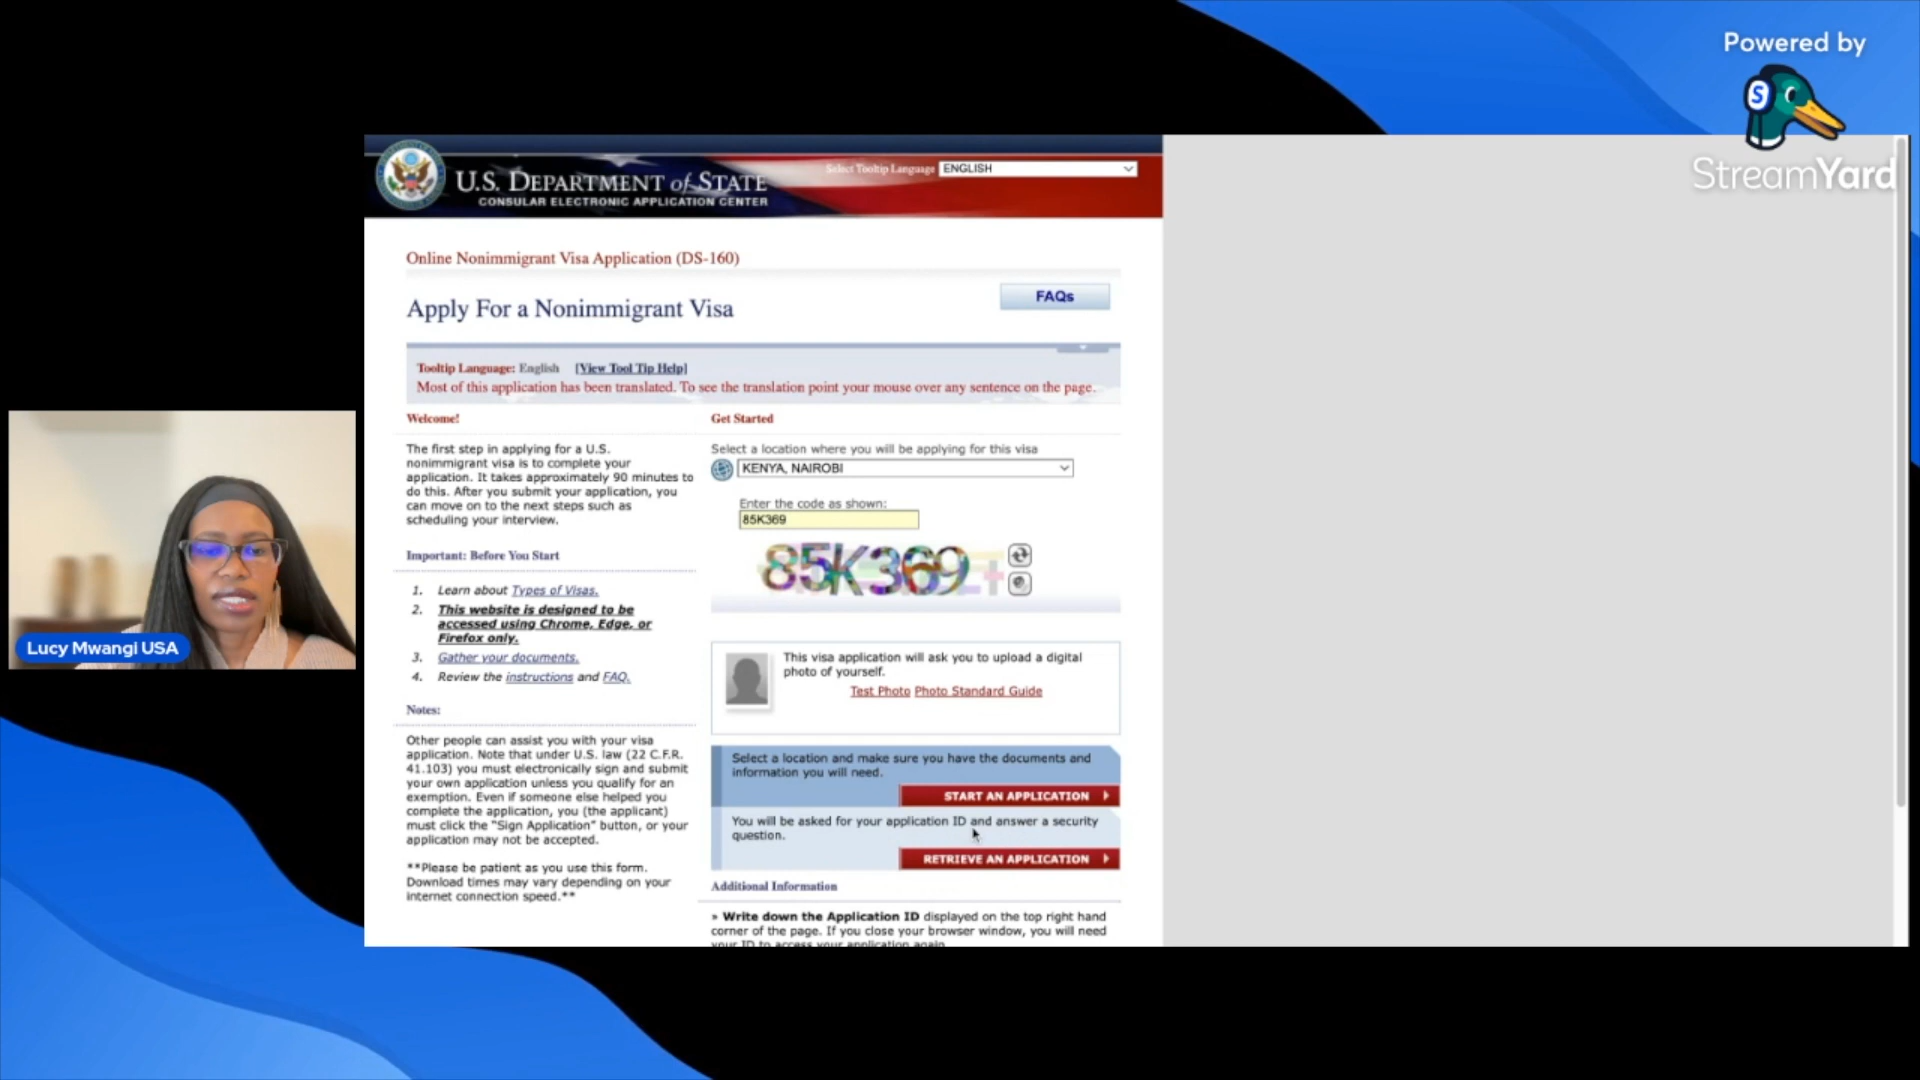 Powered by
StreamYard
U.S. DEPARTMENT of STATE
CONSULAR ELECTRONIC APPLICATION CENTER
Select Tooltip Language ENGLISH
Online Nonimmigrant Visa Application (DS-160)
Apply For a Nonimmigrant Visa
FAQs
Tooltip Language: English [View Tool Tip Help]
Most of this application has been translated. To see the translation point your mouse over any sentence on the page.
Welcome!
The first step in applying for a U.S.
nonimmigrant visa is to complete your
application. It takes approximately 90 minutes to
do this. After you submit your application, you
can move on to the next steps such as
scheduling your interview.
Important: Before You Start
1. Learn about Types of Visas.
2. This website is designed to be
accessed using Chrome, Edge, or
Firefox only.
3. Gather your documents.
4. Review the instructions and FAQ.
Notes:
Other people can assist you with your visa
application. Note that under U.S. law (22 C.F.R.
41.103) you must electronically sign and submit
your own application unless you qualify for an
exemption. Even if someone else helped you
complete the application, you (the applicant)
must click the "Sign Application" button, or your
application may not be accepted.
**Please be patient as you use this form.
Download times may vary depending on your
internet connection speed.**
Get Started
Select a location where you will be applying for this visa
KENYA, NAIROBI
Enter the code as shown:
85K369
85K369
This visa application will ask you to upload a digital
photo of yourself.
Test Photo Photo Standard Guide
Select a location and make sure you have the documents and
information you will need.
START AN APPLICATION
You will be asked for your application ID and answer a security
question.
RETRIEVE AN APPLICATION
Additional Information
» Write down the Application ID displayed on the top right hand
corner of the page. If you close your browser window, you will need
your ID to access your application again.
Lucy Mwangi USA